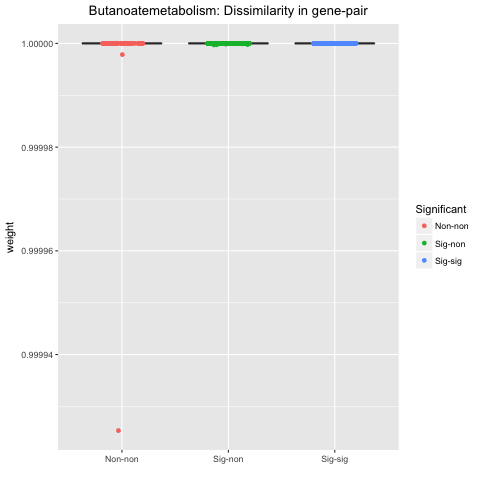 Butanoatemetabolism: Dissimilarity in gene-pair
1.00000
0.99998
0.99996
0.99994
weight
Non-non
Sig-non
Sig-sig
Significant
Non-non
Sig-non
Sig-sig